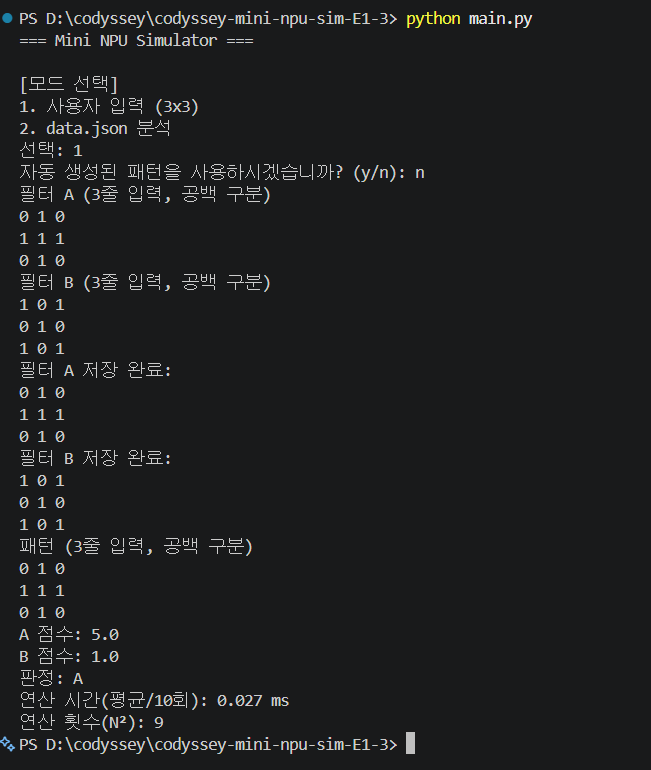 PS D:\codyssey\codyssey-mini-npu-sim-E1-3> python main.py
=== Mini NPU Simulator ===
[모드 선택]
1. 사용자 입력 (3x3)
2. data.json 분석
선택: 1
자동 생성된 패턴을 사용하시겠습니까? (y/n): n
필터 A (3줄 입력, 공백 구분)
0 1 0
1 1 1
0 1 0
필터 B (3줄 입력, 공백 구분)
1 0 1
0 1 0
1 0 1
필터 A 저장 완료:
0 1 0
1 1 1
0 1 0
필터 B 저장 완료:
1 0 1
0 1 0
1 0 1
패턴 (3줄 입력, 공백 구분)
0 1 0
1 1 1
0 1 0
A 점수: 5.0
B 점수: 1.0
판정: A
연산 시간(평균/10회): 0.027 ms
연산 횟수(N²): 9
PS D:\codyssey\codyssey-mini-npu-sim-E1-3>